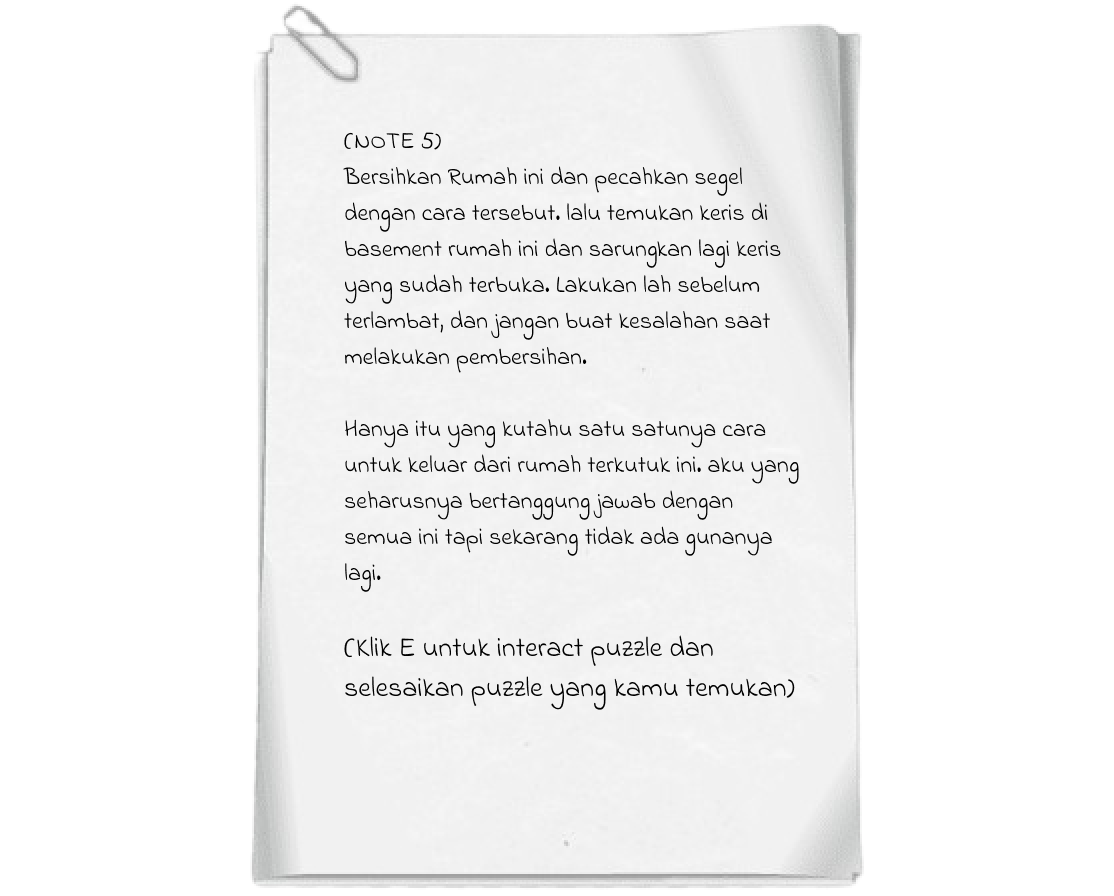 (NOTE 5)
Bersihkan Rumah ini dan pecahkan segel
dengan cara tersebut. lalu temukan keris di
basement rumah ini dan sarungkan lagi keris
yang sudah terbuka. Lakukan lah sebelum
terlambat, dan jangan buat kesalahan saat
melakukan pembersihan.
Hanya itu yang kutahu satu satunya cara
untuk keluar dari rumah terkutuk ini. aku yang
seharusnya bertanggung jawab dengan
semua ini tapi sekarang tidak ada gunanya
lagi.
(Klik E untuk interact puzzle dan
selesaikan puzzle yang kamu temukan)